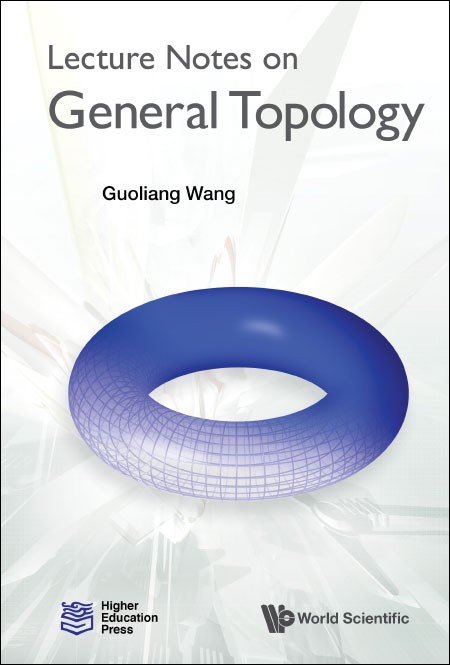 Lecture Notes on
General Topology
Guoliang Wang
Higher
Education
Press
World Scientific